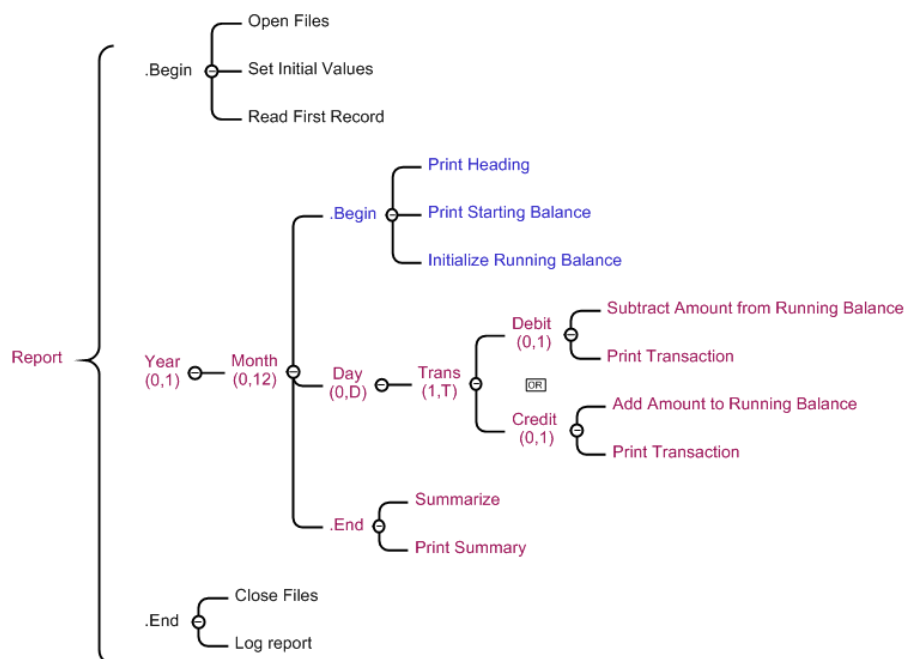 Open Files
.Begin
Set Initial Values
Read First Record
Print Heading
.Begin
Print Starting Balance
Initialize Running Balance
Report
Year
(0,1)
Month
(0,12)
Day
(0,D)
Trans
(1,T)
Debit
(0,1)
Subtract Amount from Running Balance
Print Transaction
OR
Credit
(0,1)
Add Amount to Running Balance
Print Transaction
.End
Summarize
Print Summary
.End
Close Files
Log report